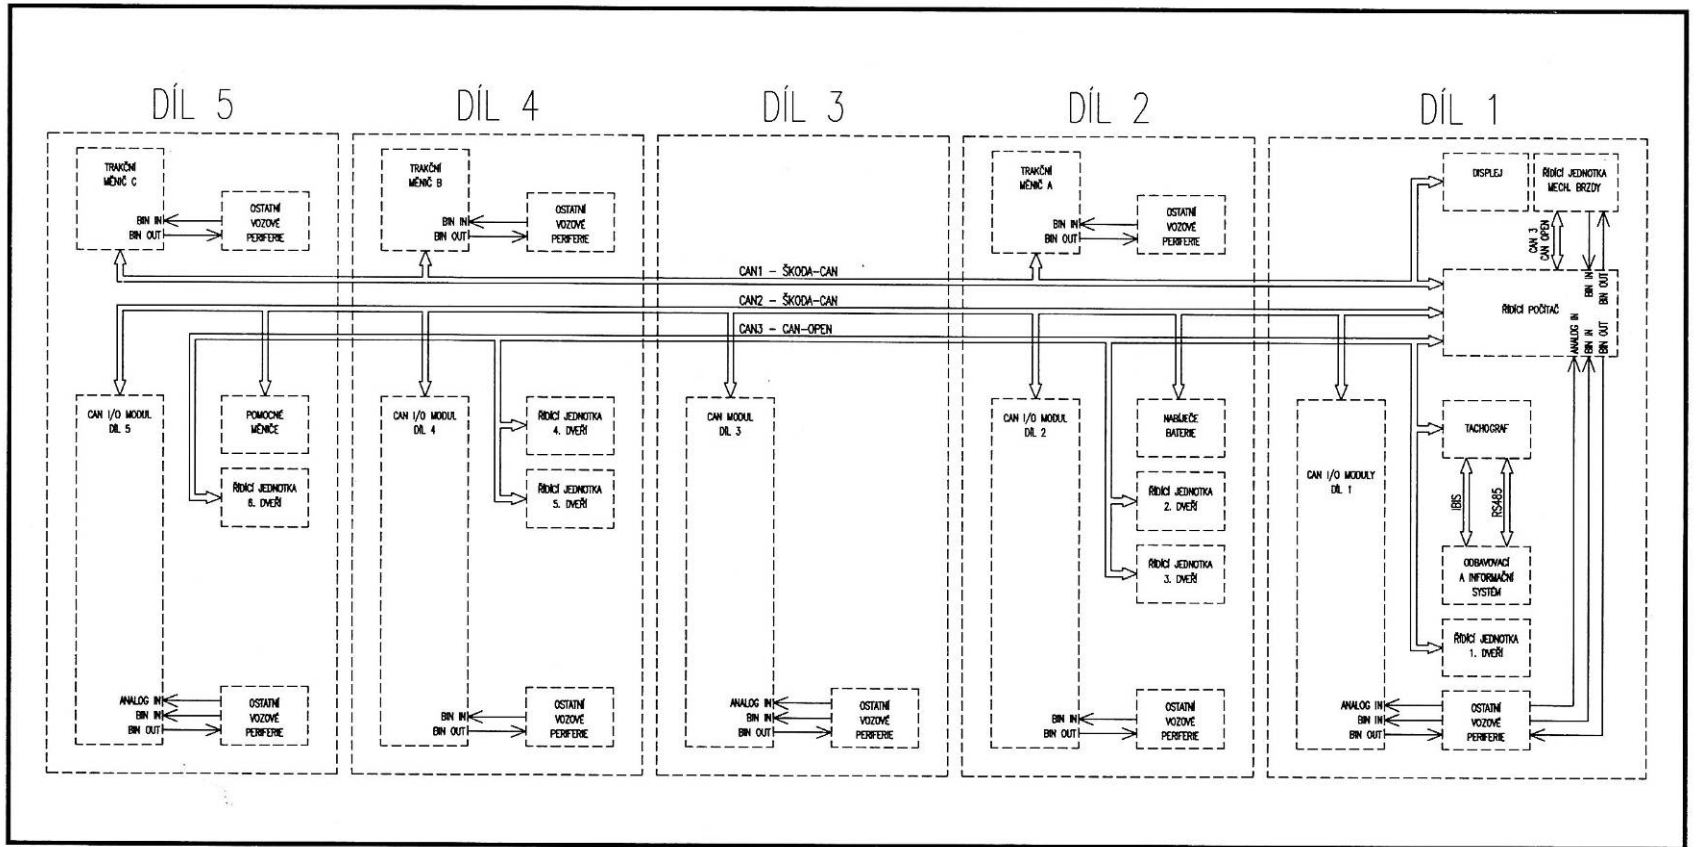 DÍL 5
DÍL 4
DÍL 3
DÍL 2
DÍL 1
TRAKČNÍ
MĚNIČ C
BIN IN
BIN OUT
OSTATNÍ
VOZOVÉ
PERIFERIE
TRAKČNÍ
MĚNIČ B
BIN IN
BIN OUT
OSTATNÍ
VOZOVÉ
PERIFERIE
TRAKČNÍ
MĚNIČ A
BIN IN
BIN OUT
OSTATNÍ
VOZOVÉ
PERIFERIE
DISPLEJ
ŘÍDÍCÍ JEDNOTKA
MECH. BRZDY
CAN 3
CAN OPEN
BIN IN
BIN OUT
CAN1 - ŠKODA-CAN
CAN2 - ŠKODA-CAN
CAN3 - CAN-OPEN
ŘÍDÍCÍ POČÍTAČ
ANALOG IN
BIN IN
BIN OUT
CAN I/O MODUL
DÍL 5
POMOCNÉ
MĚNIČE
ŘÍDÍCÍ JEDNOTKA
6. DVEŘÍ
ANALOG IN
BIN IN
BIN OUT
OSTATNÍ
VOZOVÉ
PERIFERIE
CAN I/O MODUL
DÍL 4
ŘÍDÍCÍ JEDNOTKA
4. DVEŘÍ
ŘÍDÍCÍ JEDNOTKA
5. DVEŘÍ
BIN IN
BIN OUT
OSTATNÍ
VOZOVÉ
PERIFERIE
CAN MODUL
DÍL 3
ANALOG IN
BIN IN
BIN OUT
OSTATNÍ
VOZOVÉ
PERIFERIE
CAN I/O MODUL
DÍL 2
NABÍJEČE
BATERIE
ŘÍDÍCÍ JEDNOTKA
2. DVEŘÍ
ŘÍDÍCÍ JEDNOTKA
3. DVEŘÍ
BIN IN
BIN OUT
OSTATNÍ
VOZOVÉ
PERIFERIE
CAN I/O MODULY
DÍL 1
TACHOGRAF
IBIS
RS485
ODBAVOVACÍ
A INFORMAČNÍ
SYSTÉM
ŘÍDÍCÍ JEDNOTKA
1. DVEŘÍ
ANALOG IN
BIN IN
BIN OUT
OSTATNÍ
VOZOVÉ
PERIFERIE